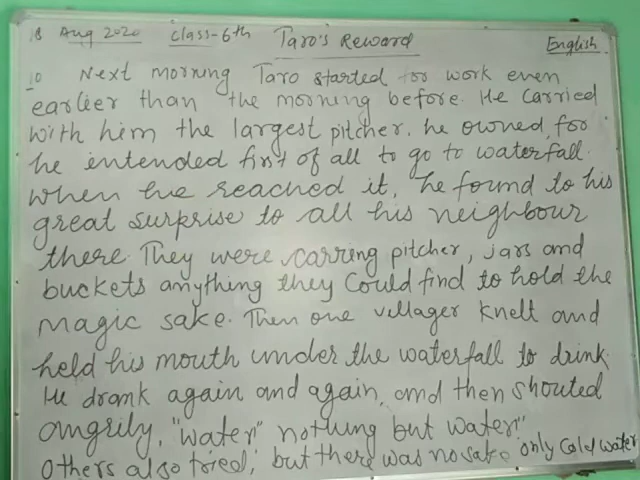 18 Aug 2020 Class-6th Taro's Reward English
10 Next morning Taro started for work even
earlier than the morning before. He carried
with him the largest pitcher. he owned, for
he intended first of all to go to waterfall.
When he reached it, he found to his
great surprise to all his neighbour
there. They were carring pitcher, jars and
buckets anything they could find to hold the
magic sake. Then one villager knelt and
held his mouth under the waterfall to drink.
He drank again and again, and then shouted
angrily, "Water" nothing but water"
Others also tried, but there was no sake only cold water